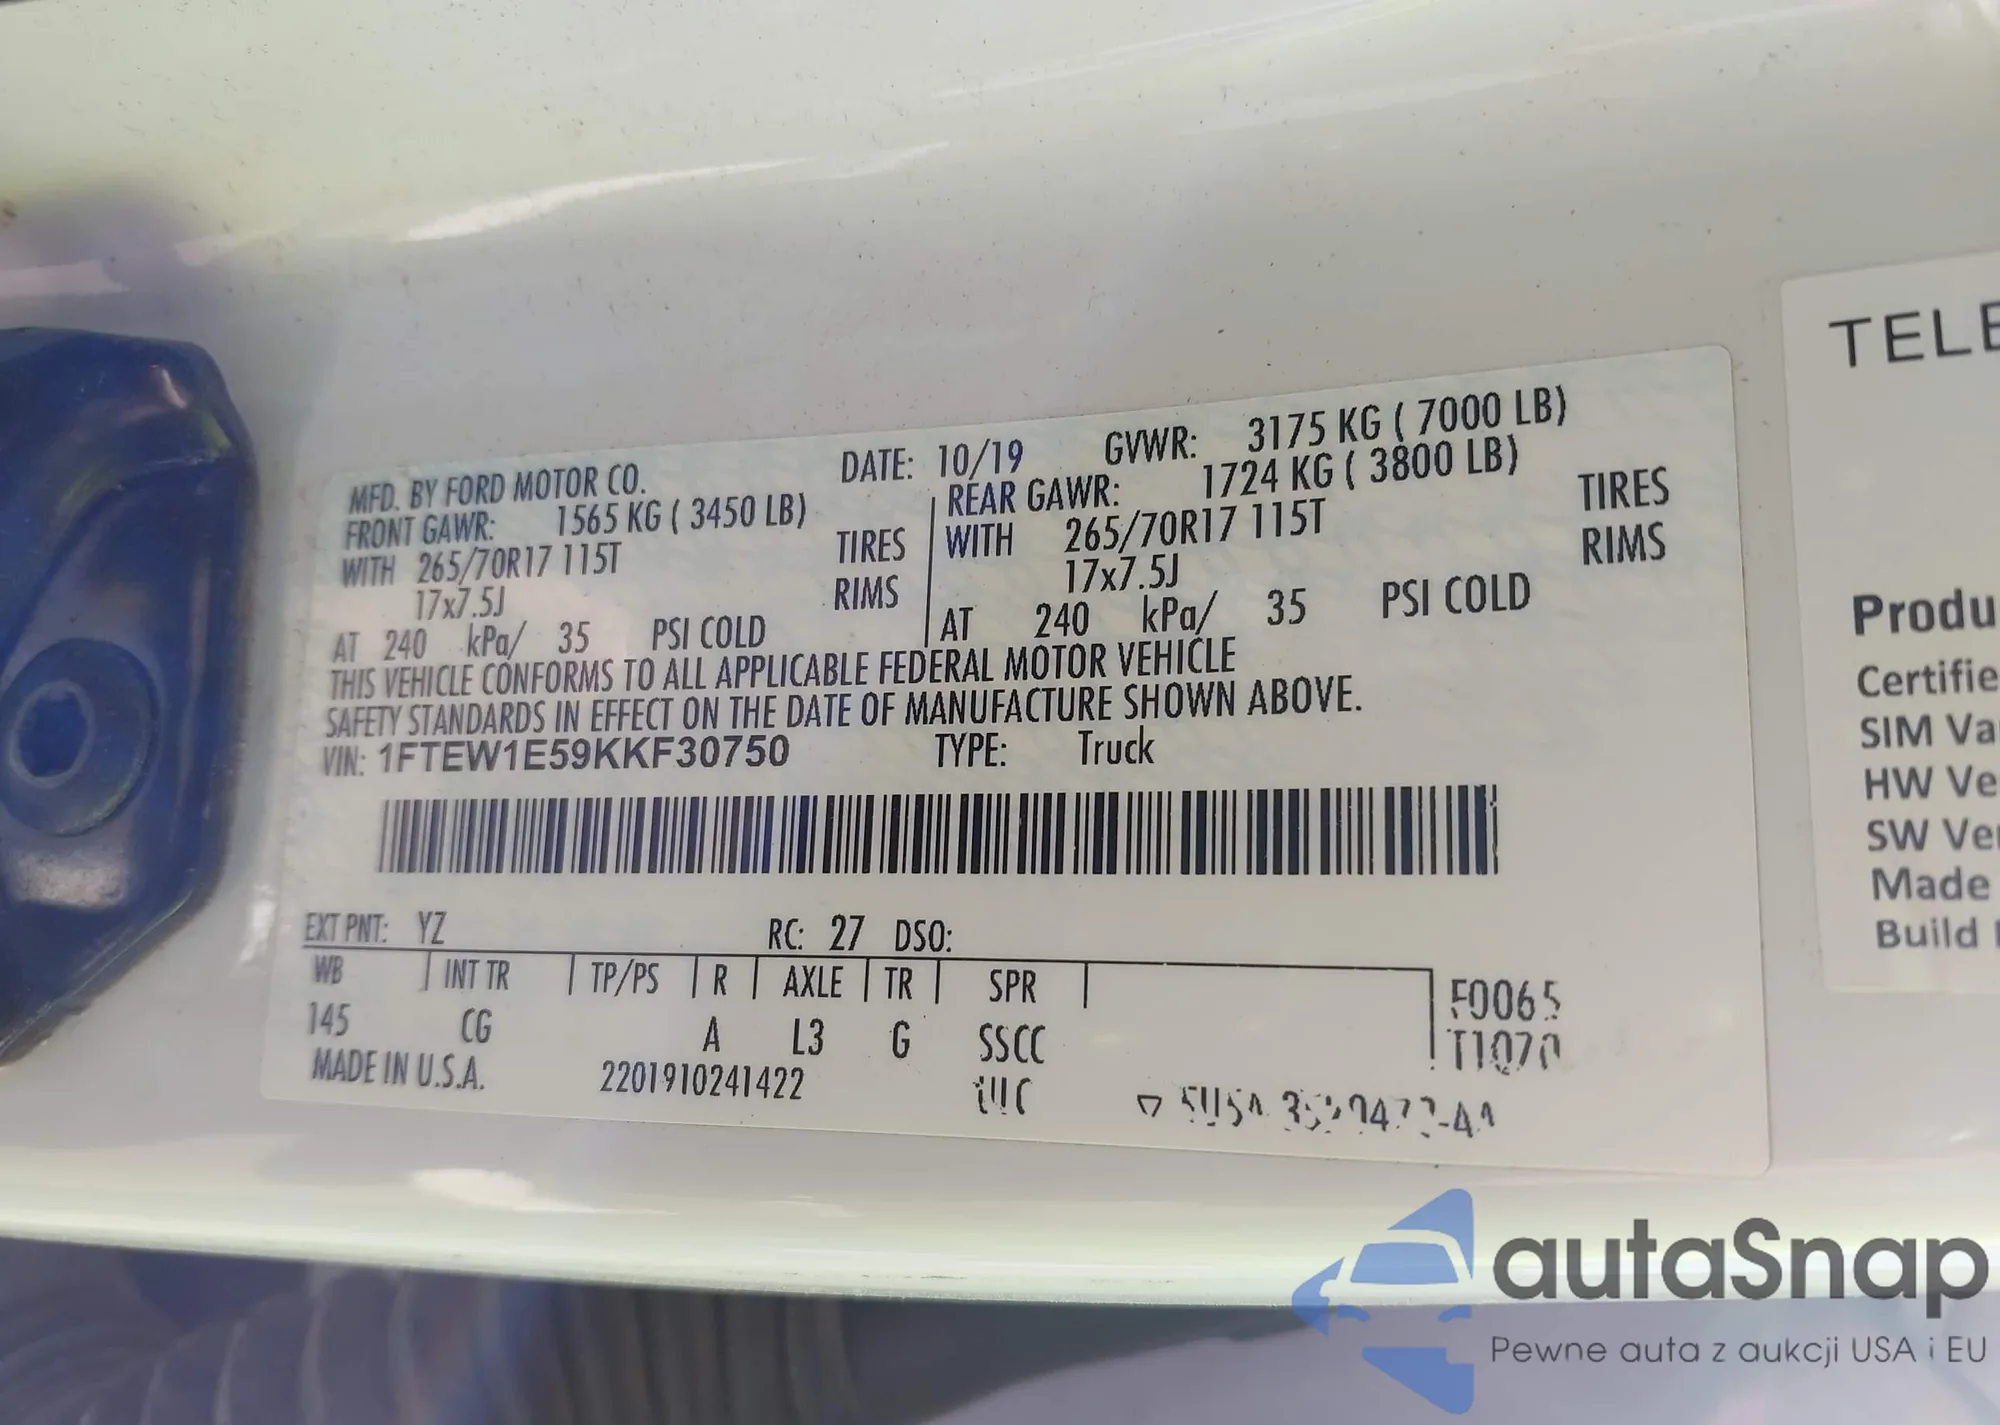 MFD. BY FORD MOTOR CO. DATE: 10/19 GVWR: 3175 KG ( 7000 LB)
FRONT GAWR: 1565 KG ( 3450 LB) REAR GAWR: 1724 KG ( 3800 LB)
WITH 265/70R17 115T TIRES WITH 265/70R17 115T TIRES
17x7.5J RIMS 17x7.5J RIMS
AT 240 kPa/ 35 PSI COLD AT 240 kPa/ 35 PSI COLD
THIS VEHICLE CONFORMS TO ALL APPLICABLE FEDERAL MOTOR VEHICLE
SAFETY STANDARDS IN EFFECT ON THE DATE OF MANUFACTURE SHOWN ABOVE.
VIN: 1FTEW1E59KKF30750 TYPE: Truck
EXT PNT: YZ RC: 27 DSO:
WB INT TR TP/PS R AXLE TR SPR
145 CG A L3 G SSCC
F0065
T1070
MADE IN U.S.A. 2201910241422
TELE
Produ
Certifie
SIM Va
HW Ve
SW Ver
Made
Build
autaSnap
Pewne auta z aukcji USA i EU